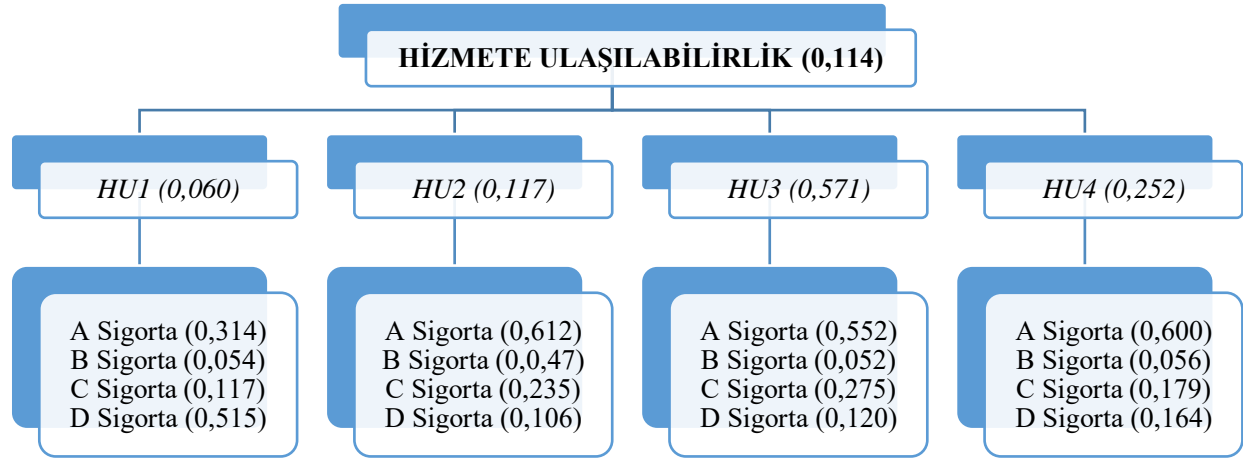 HİZMETE ULAŞILABİLİRLİK (0,114)
HU1 (0,060)
HU2 (0,117)
HU3 (0,571)
HU4 (0,252)
A Sigorta (0,314)
B Sigorta (0,054)
C Sigorta (0,117)
D Sigorta (0,515)
A Sigorta (0,612)
B Sigorta (0,0,47)
C Sigorta (0,235)
D Sigorta (0,106)
A Sigorta (0,552)
B Sigorta (0,052)
C Sigorta (0,275)
D Sigorta (0,120)
A Sigorta (0,600)
B Sigorta (0,056)
C Sigorta (0,179)
D Sigorta (0,164)